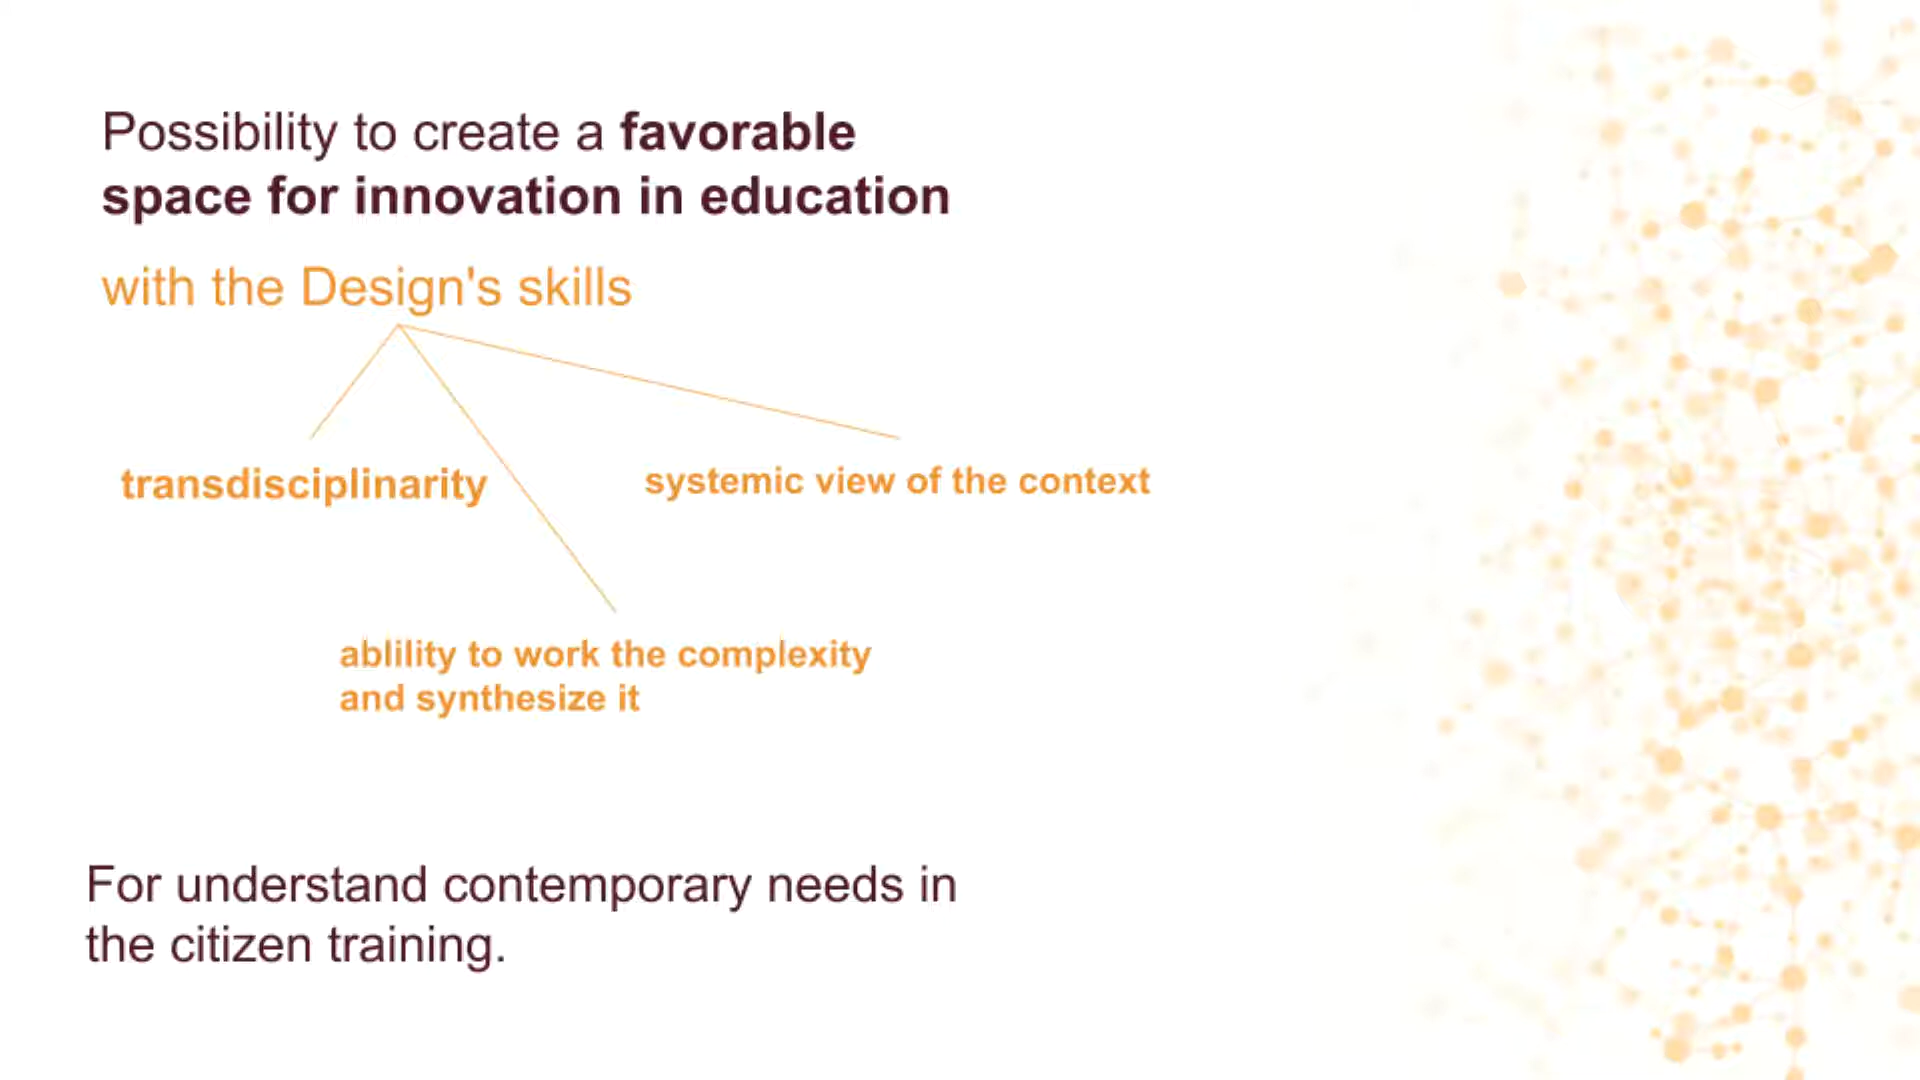 Possibility to create a favorable
space for innovation in education
with the Design's skills
transdisciplinarity
systemic view of the context
ablility to work the complexity
and synthesize it
For understand contemporary needs in
the citizen training.